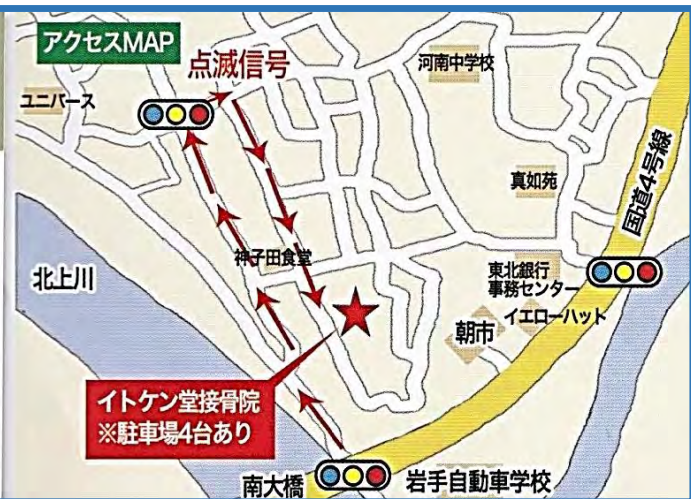 アクセスMAP
点滅信号
河南中学校
ユニバース
国道4号線
真如苑
神子田食堂
北上川
東北銀行
事務センター
イエローハット
朝市
イトケン堂接骨院
※駐車場4台あり
南大橋
岩手自動車学校